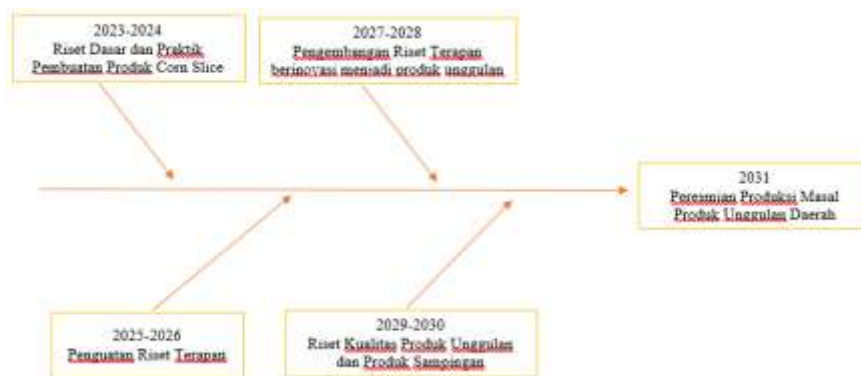 2023-2024
Riset Dasar dan Praktik
Pembuatan Produk Corn Slice
2027-2028
Pengembangan Riset Terapan
berinovasi menjadi produk unggulan
2031
Peresmian Produksi Masal
Produk Unggulan Daerah
2025-2026
Penguatan Riset Terapan
2029-2030
Riset Kualitas Produk Unggulan
dan Produk Sampingan